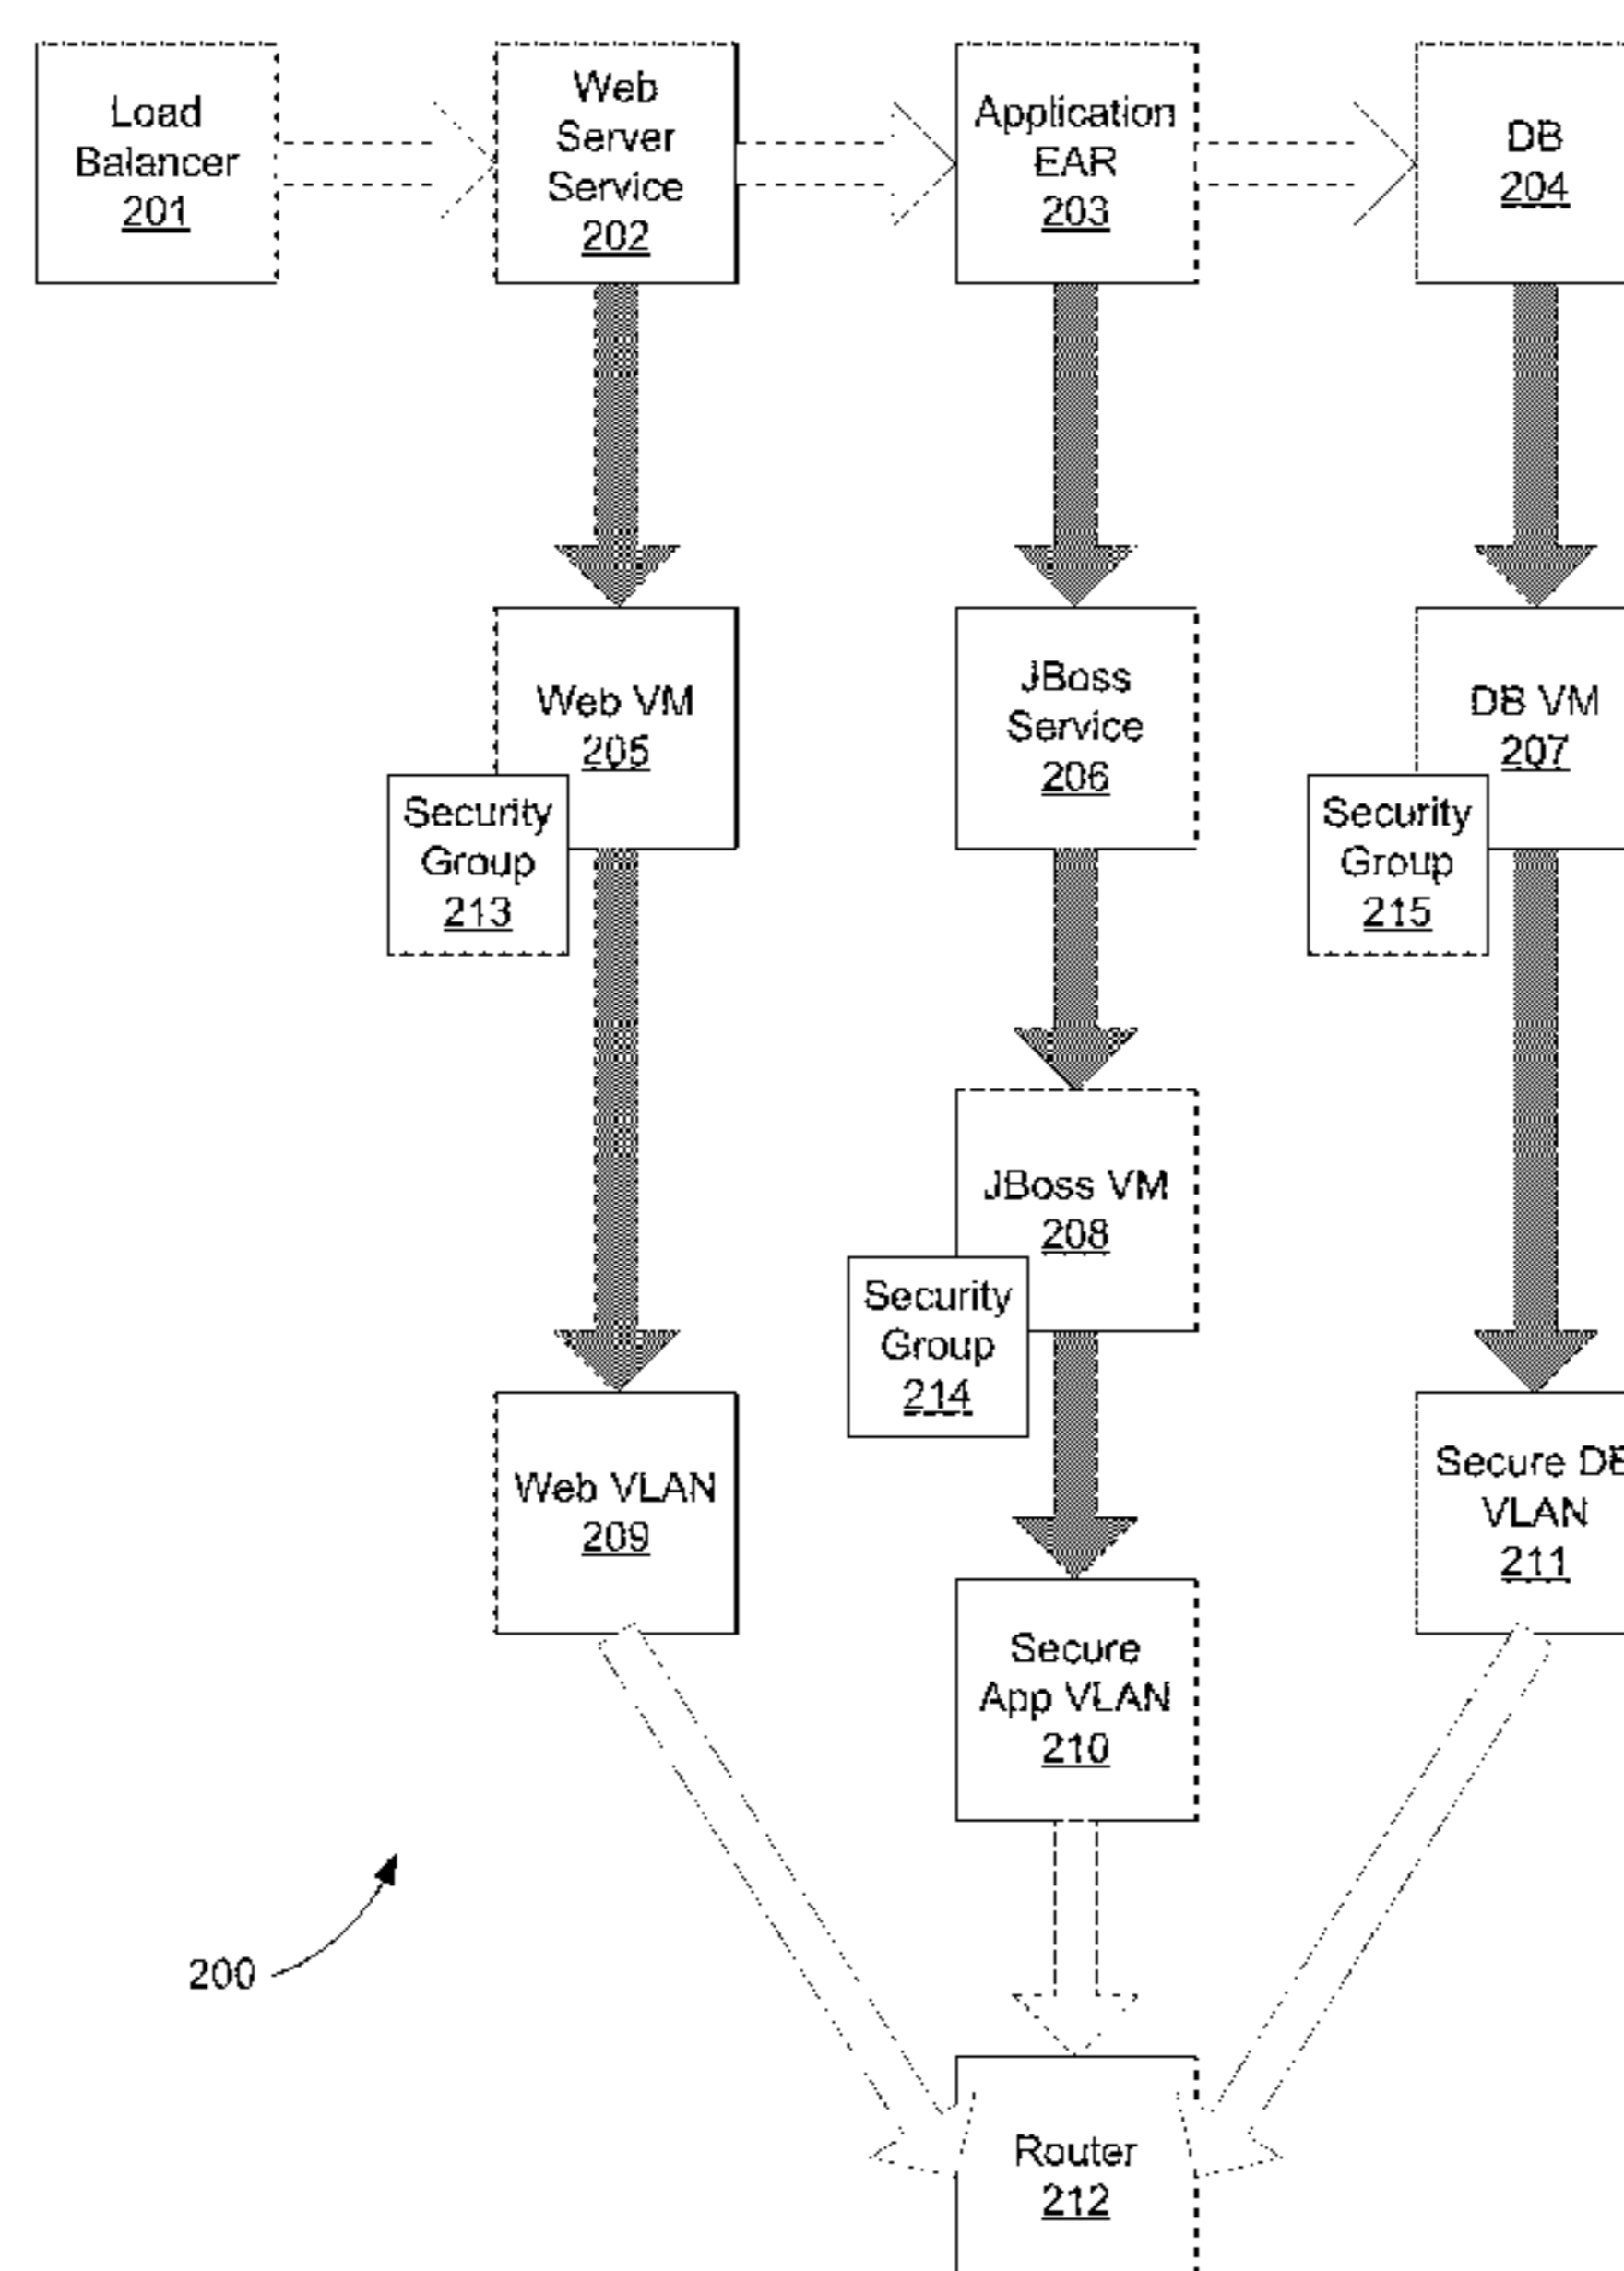 Load
Balancer
201
Web
Server
Service
202
Application
EAR
203
DB
204
Web VM
205
JBoss
Service
206
DB VM
207
Security
Group
213
Security
Group
215
JBoss VM
208
Security
Group
214
Web VLAN
209
Secure
VLAN
211
Secure
App VLAN
210
200
Router
212